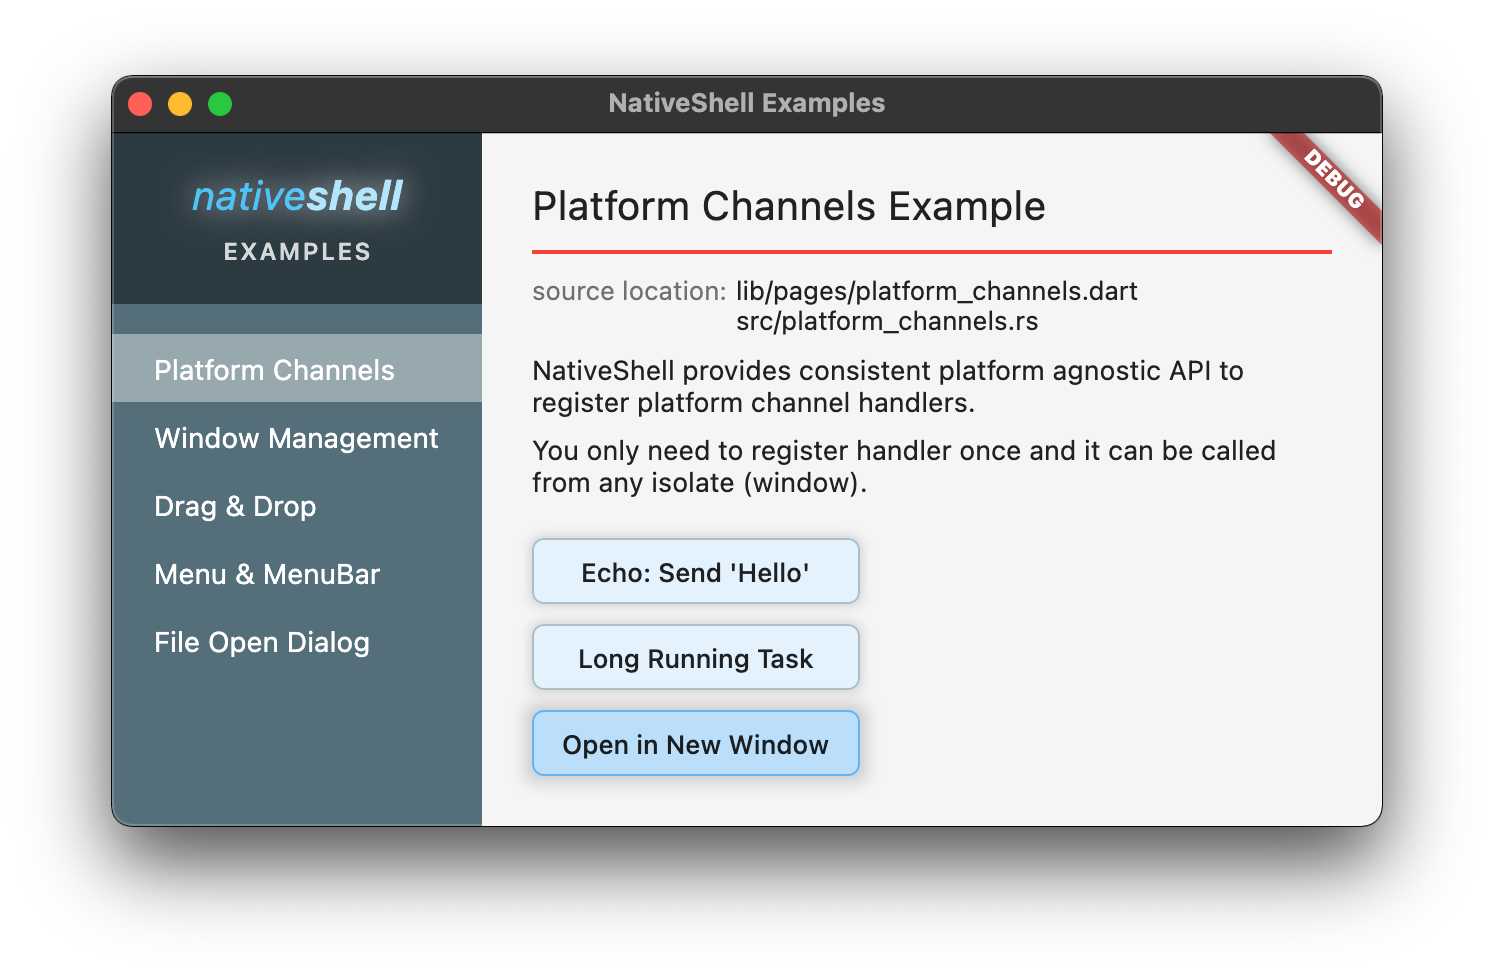 NativeShell Examples
nativeshell
EXAMPLES
Platform Channels
Window Management
Drag & Drop
Menu & MenuBar
File Open Dialog
DEBUG
Platform Channels Example
source location: lib/pages/platform_channels.dart
src/platform_channels.rs
NativeShell provides consistent platform agnostic API to
register platform channel handlers.
You only need to register handler once and it can be called
from any isolate (window).
Echo: Send 'Hello'
Long Running Task
Open in New Window